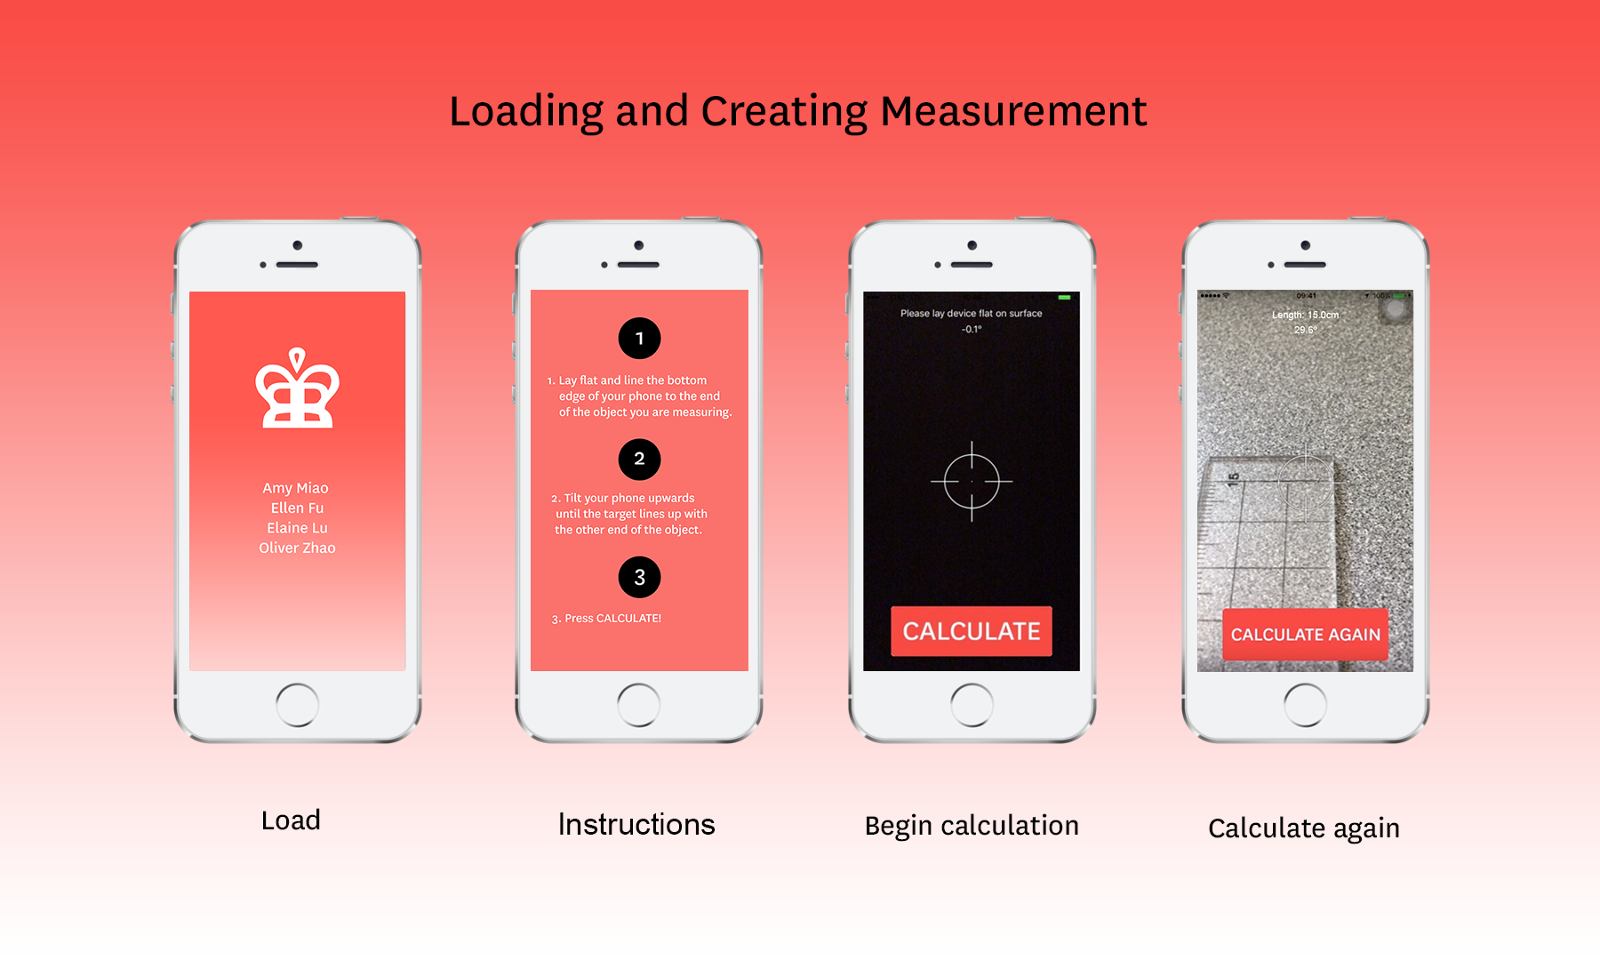 Loading and Creating Measurement
Amy Miao
Ellen Fu
Elaine Lu
Oliver Zhao
1
1. Lay flat and line the bottom
edge of your phone to the end
of the object you are measuring.
2
2. Tilt your phone upwards
until the target lines up with
the other end of the object.
3
3. Press CALCULATE!
Please lay device flat on surface
-0.1°
CALCULATE
09:41
100%
Length: 15.0cm
29.6°
15
CALCULATE AGAIN
Load
Instructions
Begin calculation
Calculate again